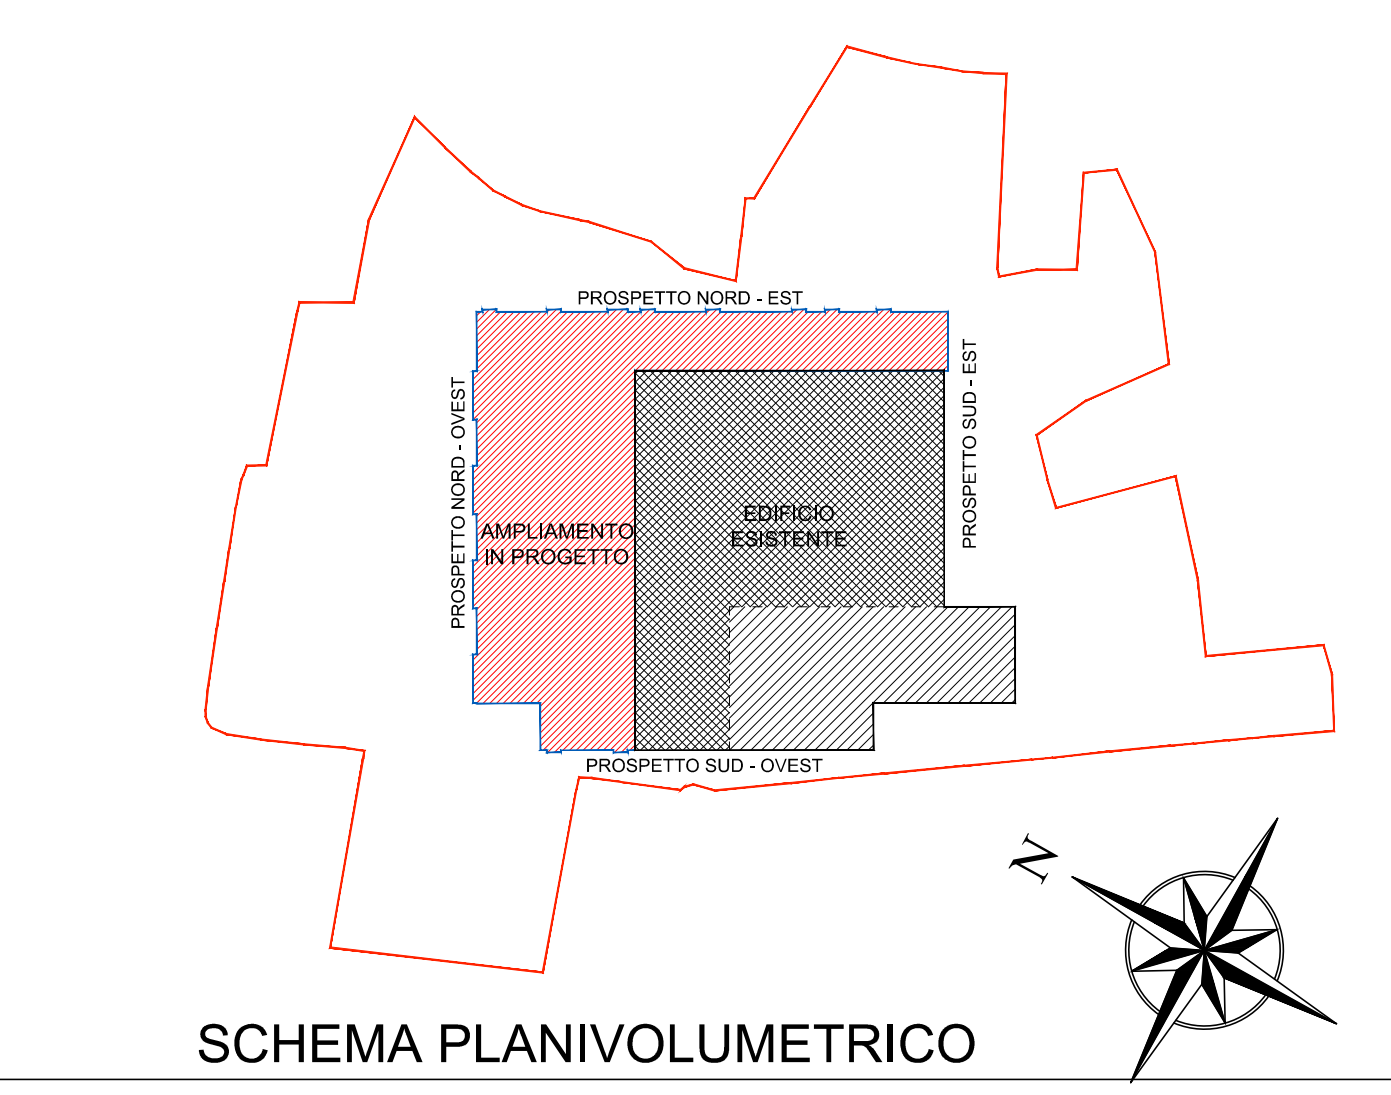 PROSPETTO NORD - EST
PROSPETTO NORD - OVEST
PROSPETTO SUD - EST
AMPLIAMENTO
IN PROGETTO
EDIFICIO
ESISTENTE
PROSPETTO SUD - OVEST
N
SCHEMA PLANIVOLUMETRICO